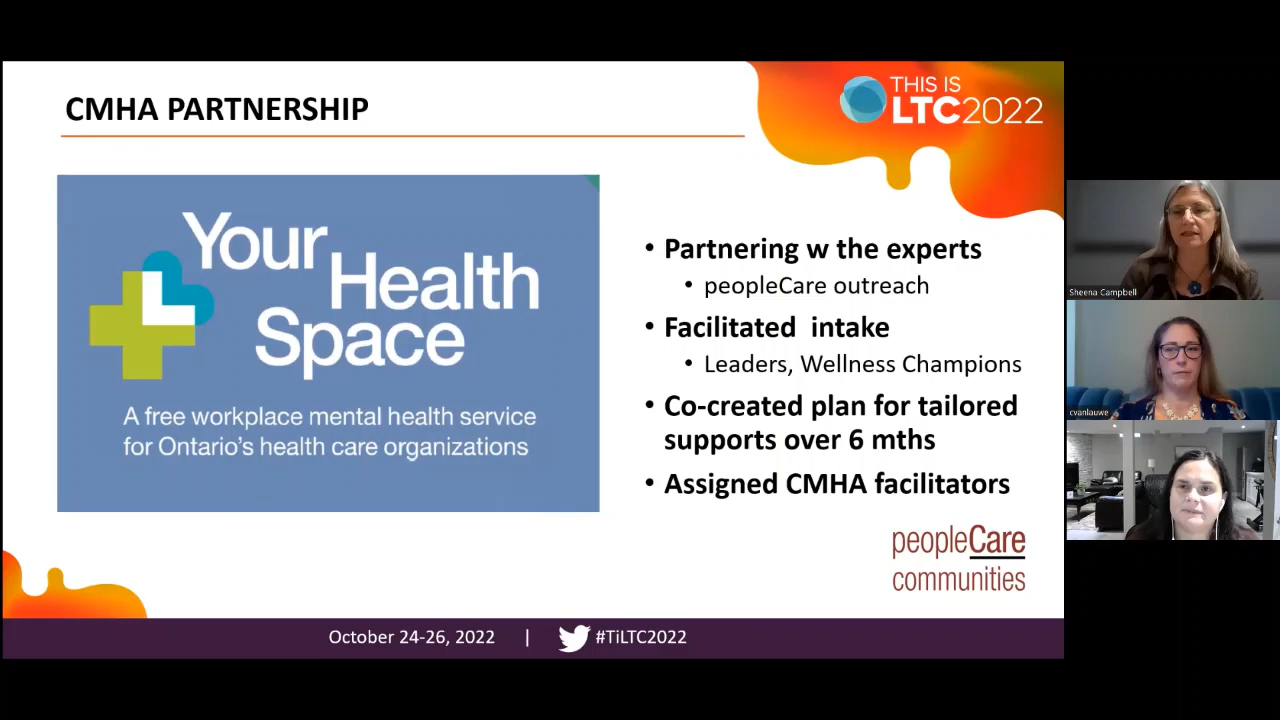 CMHA PARTNERSHIP
THIS IS
LTC2022
Your
Health
Space
A free workplace mental health service
for Ontario's health care organizations
• Partnering w the experts
• peopleCare outreach
• Facilitated intake
• Leaders, Wellness Champions
• Co-created plan for tailored
supports over 6 mths
• Assigned CMHA facilitators
peopleCare
communities
October 24-26, 2022 | #TiLTC2022
Sheena Campbell
cvanlauwe